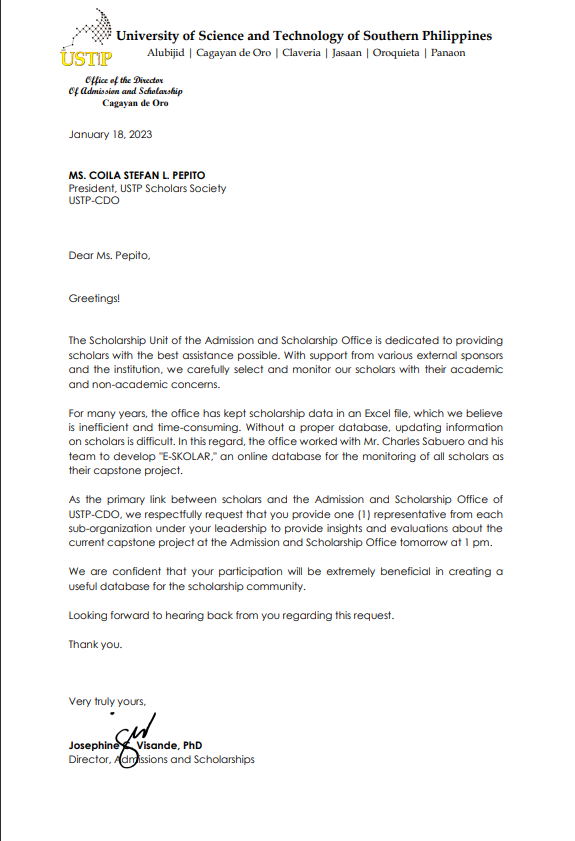 University of Science and Technology of Southern Philippines
Alubijid | Cagayan de Oro | Claveria | Jasaan | Oroquieta | Panaon
USTP
Office of the Director
Of Admission and Scholarship
Cagayan de Oro
January 18, 2023
MS. COILA STEFAN L. PEPITO
President, USTP Scholars Society
USTP-CDO
Dear Ms. Pepito,
Greetings!
The Scholarship Unit of the Admission and Scholarship Office is dedicated to providing
scholars with the best assistance possible. With support from various external sponsors
and the institution, we carefully select and monitor our scholars with their academic
and non-academic concerns.
For many years, the office has kept scholarship data in an Excel file, which we believe
is inefficient and time-consuming. Without a proper database, updating information
on scholars is difficult. In this regard, the office worked with Mr. Charles Sabuero and his
team to develop "E-SKOLAR," an online database for the monitoring of all scholars as
their capstone project.
As the primary link between scholars and the Admission and Scholarship Office of
USTP-CDO, we respectfully request that you provide one (1) representative from each
sub-organization under your leadership to provide insights and evaluations about the
current capstone project at the Admission and Scholarship Office tomorrow at 1 pm.
We are confident that your participation will be extremely beneficial in creating a
useful database for the scholarship community.
Looking forward to hearing back from you regarding this request.
Thank you.
Very truly yours,
Josephine Visande, PhD
Director, Admissions and Scholarships